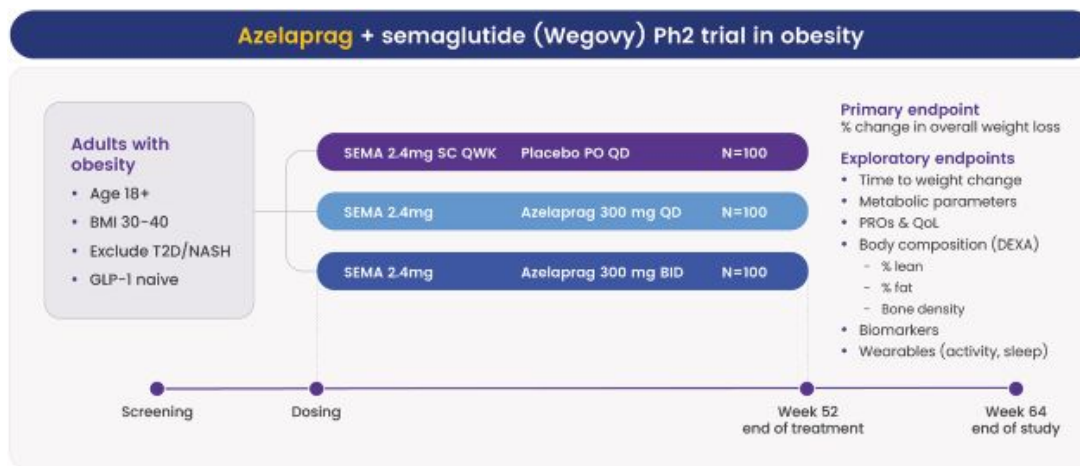 Azelaprag + semaglutide (Wegovy) Ph2 trial in obesity
Adults with
obesity
• Age 18+
• BMI 30-40
• Exclude T2D/NASH
• GLP-1 naive
SEMA 2.4mg SC QWK Placebo PO QD N=100
SEMA 2.4mg Azelaprag 300 mg QD N=100
SEMA 2.4mg Azelaprag 300 mg BID N=100
Primary endpoint
% change in overall weight loss
Exploratory endpoints
• Time to weight change
• Metabolic parameters
• PROs & QoL
• Body composition (DEXA)
- % lean
- % fat
- Bone density
• Biomarkers
• Wearables (activity, sleep)
Screening
Dosing
Week 52
end of treatment
Week 64
end of study